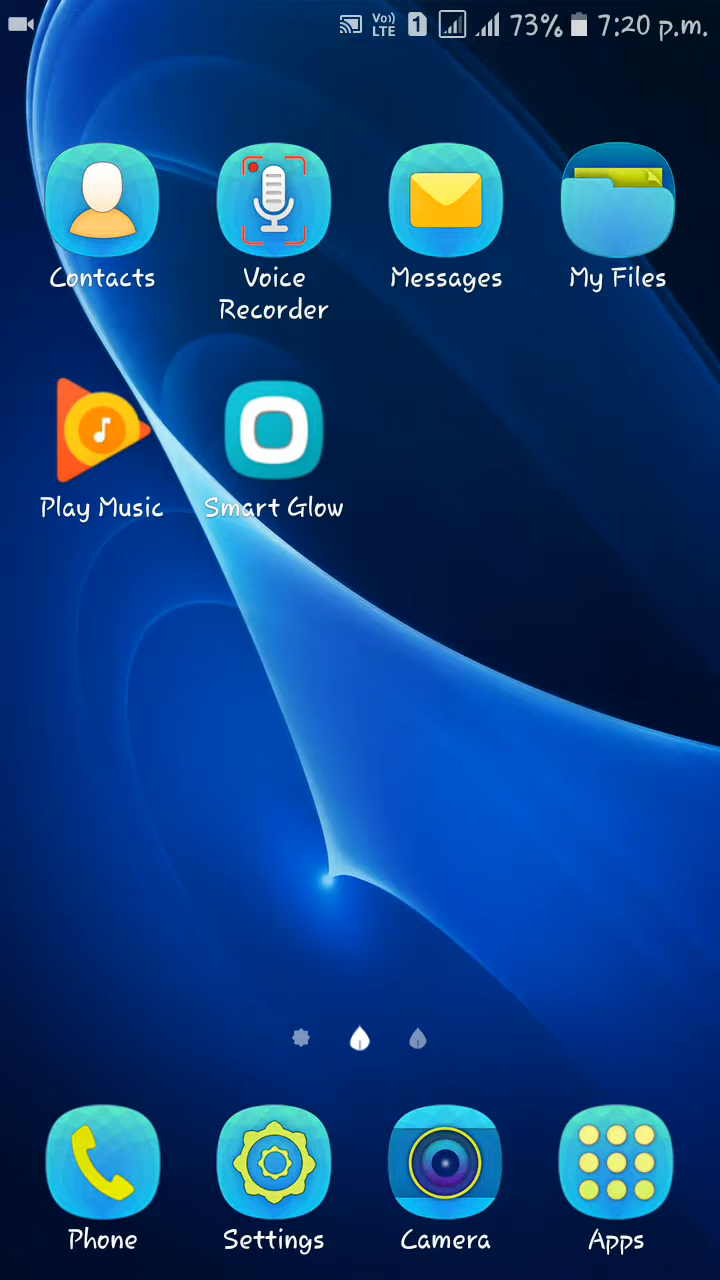 Vo)) LTE 1 73% 7:20 p.m.
Contacts
Voice
Recorder
Messages
My Files
Play Music
Smart Glow
Phone
Settings
Camera
Apps